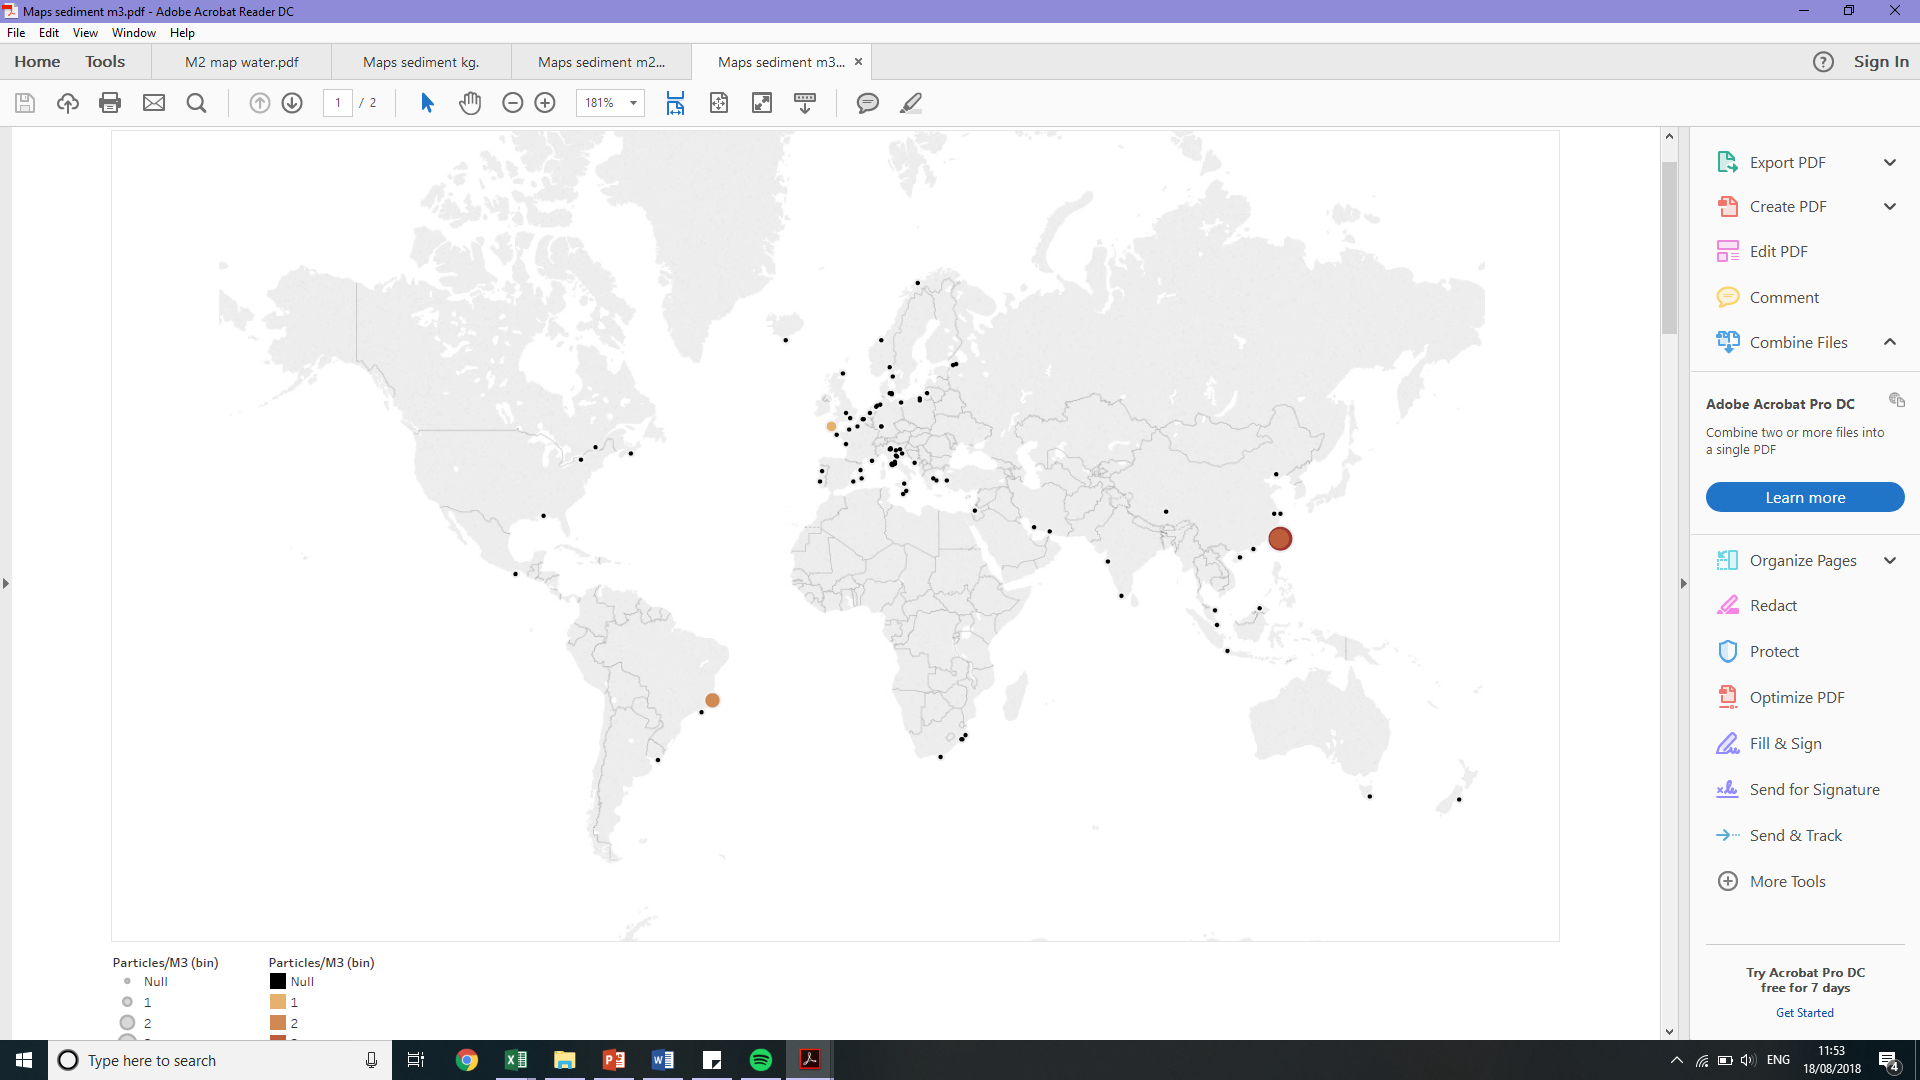 Maps sediment m3.pdf - Adobe Acrobat Reader DC
File Edit View Window Help
Home Tools M2 map water.pdf Maps sediment kg. Maps sediment m2... Maps sediment m3... × ? Sign In
1 / 2 181%
Export PDF
Create PDF
Edit PDF
Comment
Combine Files
Adobe Acrobat Pro DC
Combine two or more files into
a single PDF
Learn more
Organize Pages
Redact
Protect
Optimize PDF
Fill & Sign
Send for Signature
Send & Track
More Tools
Try Acrobat Pro DC
free for 7 days
Get Started
Particles/M3 (bin)
Null
1
2
Particles/M3 (bin)
Null
1
2
Type here to search
ENG
11:53
18/08/2018
4